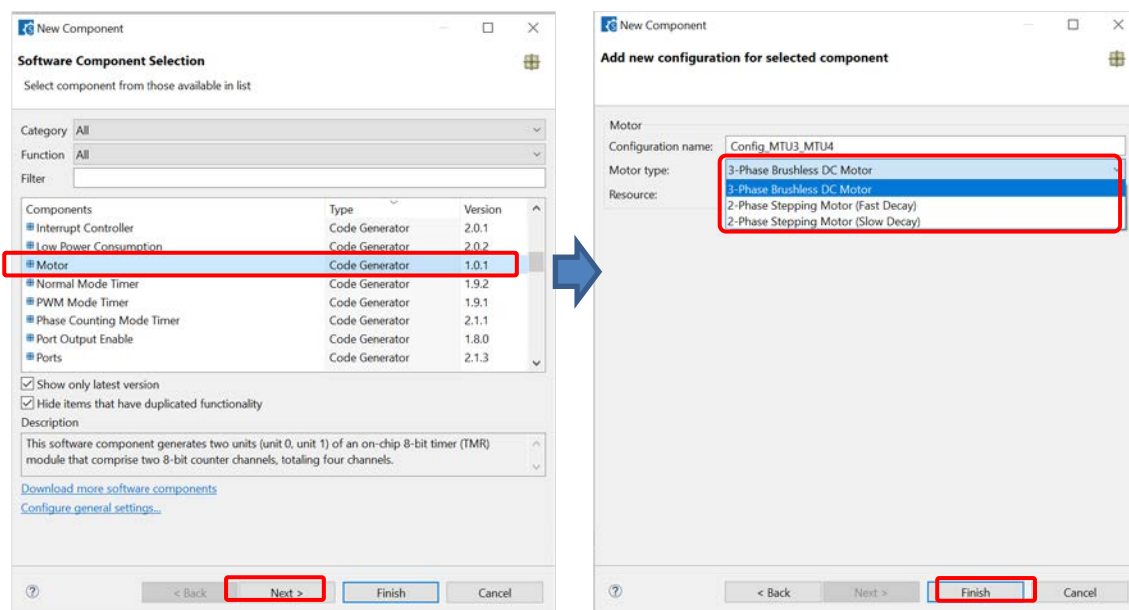 New Component
Software Component Selection
Select component from those available in list
Category All
Function All
Filter
Components Type Version
Interrupt Controller Code Generator 2.0.1
Low Power Consumption Code Generator 2.0.2
Motor Code Generator 1.0.1
Normal Mode Timer Code Generator 1.9.2
PWM Mode Timer Code Generator 1.9.1
Phase Counting Mode Timer Code Generator 2.1.1
Port Output Enable Code Generator 1.8.0
Ports Code Generator 2.1.3
Show only latest version
Hide items that have duplicated functionality
Description
This software component generates two units (unit 0, unit 1) of an on-chip 8-bit timer (TMR)
module that comprise two 8-bit counter channels, totaling four channels.
Download more software components
Configure general settings...
? < Back Next > Finish Cancel
New Component
Add new configuration for selected component
Motor
Configuration name: Config_MTU3_MTU4
Motor type: 3-Phase Brushless DC Motor
Resource: 3-Phase Brushless DC Motor
2-Phase Stepping Motor (Fast Decay)
2-Phase Stepping Motor (Slow Decay)
? < Back Next > Finish Cancel